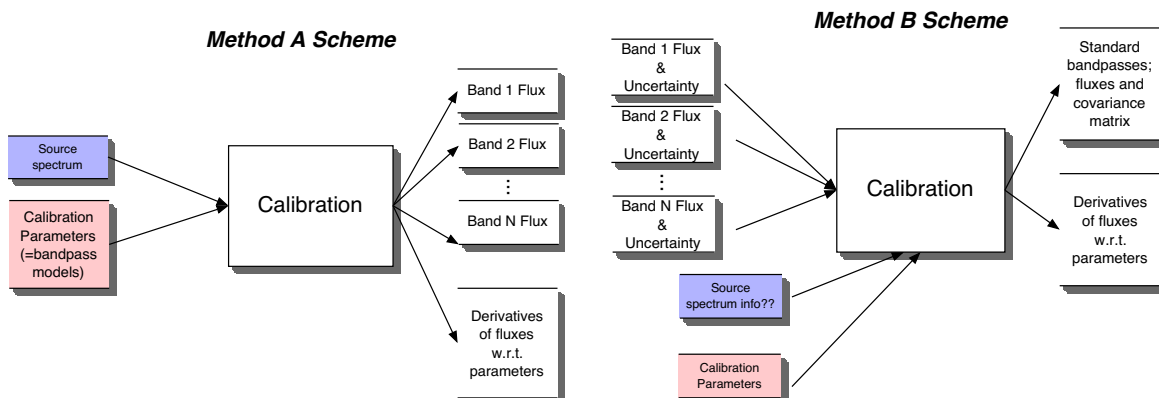 Method A Scheme
Source
spectrum
Calibration
Parameters
(=bandpass
models)
Calibration
Band 1 Flux
Band 2 Flux
...
Band N Flux
Derivatives
of fluxes
w.r.t.
parameters
Method B Scheme
Band 1 Flux
&
Uncertainty
Band 2 Flux
&
Uncertainty
...
Band N Flux
&
Uncertainty
Source
spectrum info??
Calibration
Parameters
Calibration
Standard
bandpasses;
fluxes and
covariance
matrix
Derivatives
of fluxes
w.r.t.
parameters